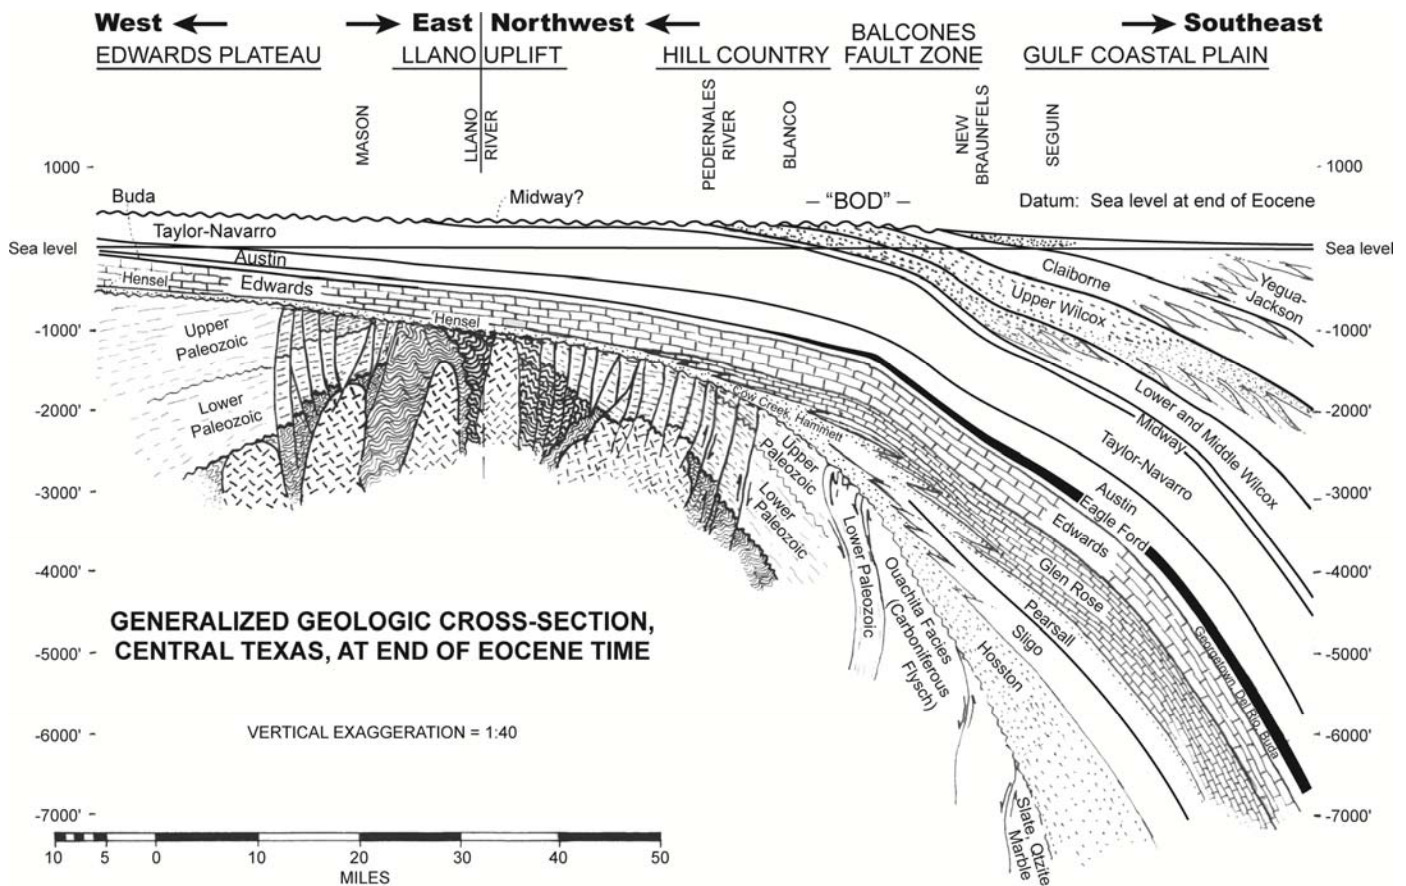 West East Northwest Southeast
EDWARDS PLATEAU LLANO UPLIFT HILL COUNTRY BALCONES FAULT ZONE GULF COASTAL PLAIN
MASON
LLANO RIVER
PEDERNALES RIVER
BLANCO
NEW BRAUNFELS
SEGUIN
1000 1000
Buda
Midway?
– “BOD” –
Datum: Sea level at end of Eocene
Taylor-Navarro
Sea level Sea level
Austin
Hensel
Edwards
Hensel
Claiborne
Upper Wilcox
Yegua-
Jackson
-1000' -1000'
Upper
Paleozoic
Lower
Paleozoic
-2000' -2000'
Low Creek, Hammett
Lower and Middle Wilcox
Midway
Taylor-Navarro
Upper
Paleozoic
Lower
Paleozoic
-3000' -3000'
Austin
Eagle Ford
Edwards
Lower Paleozoic
Ouachita Facies
(Carboniferous
Flysch)
Glen Rose
Pearsall
Sligo
Hosston
-4000' -4000'
GENERALIZED GEOLOGIC CROSS-SECTION,
CENTRAL TEXAS, AT END OF EOCENE TIME
-5000' -5000'
Georgetown, Del Rio, Buda
-6000' -6000'
VERTICAL EXAGGERATION = 1:40
-7000' -7000'
Slate, Qtzite
Marble
10 5 0 10 20 30 40 50
MILES